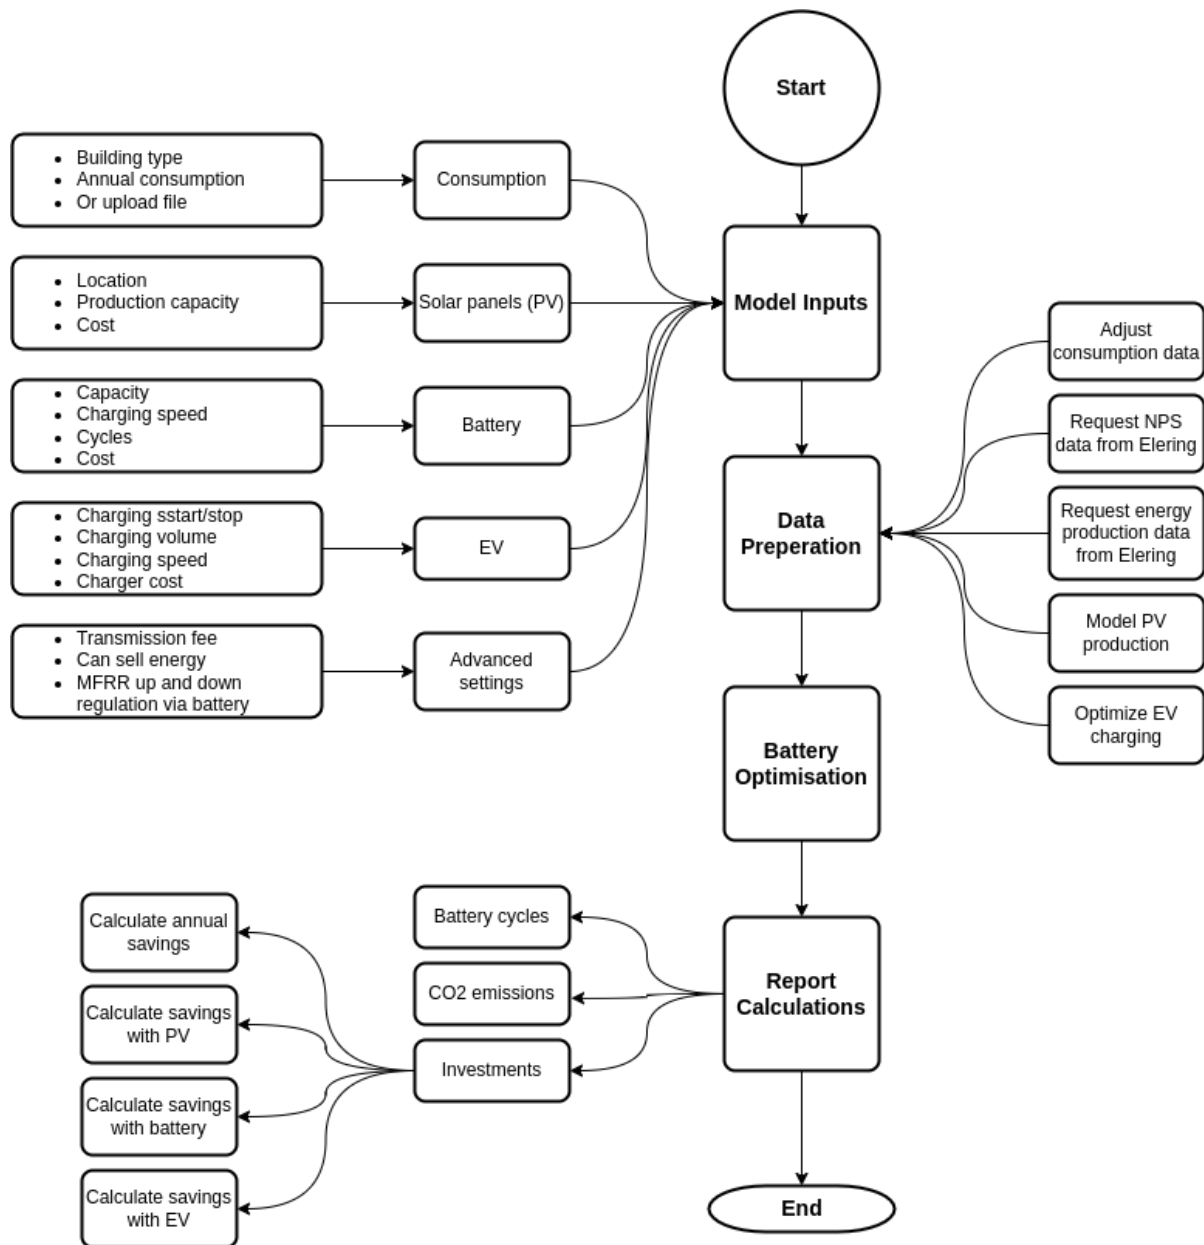 Start
• Building type
• Annual consumption
• Or upload file
Consumption
• Location
• Production capacity
• Cost
Solar panels (PV)
Model Inputs
• Capacity
• Charging speed
• Cycles
• Cost
Battery
• Charging sstart/stop
• Charging volume
• Charging speed
• Charger cost
EV
• Transmission fee
• Can sell energy
• MFRR up and down
regulation via battery
Advanced
settings
Adjust
consumption data
Request NPS
data from Elering
Request energy
production data
from Elering
Model PV
production
Optimize EV
charging
Data
Preperation
Battery
Optimisation
Report
Calculations
Battery cycles
CO2 emissions
Investments
Calculate annual
savings
Calculate savings
with PV
Calculate savings
with battery
Calculate savings
with EV
End